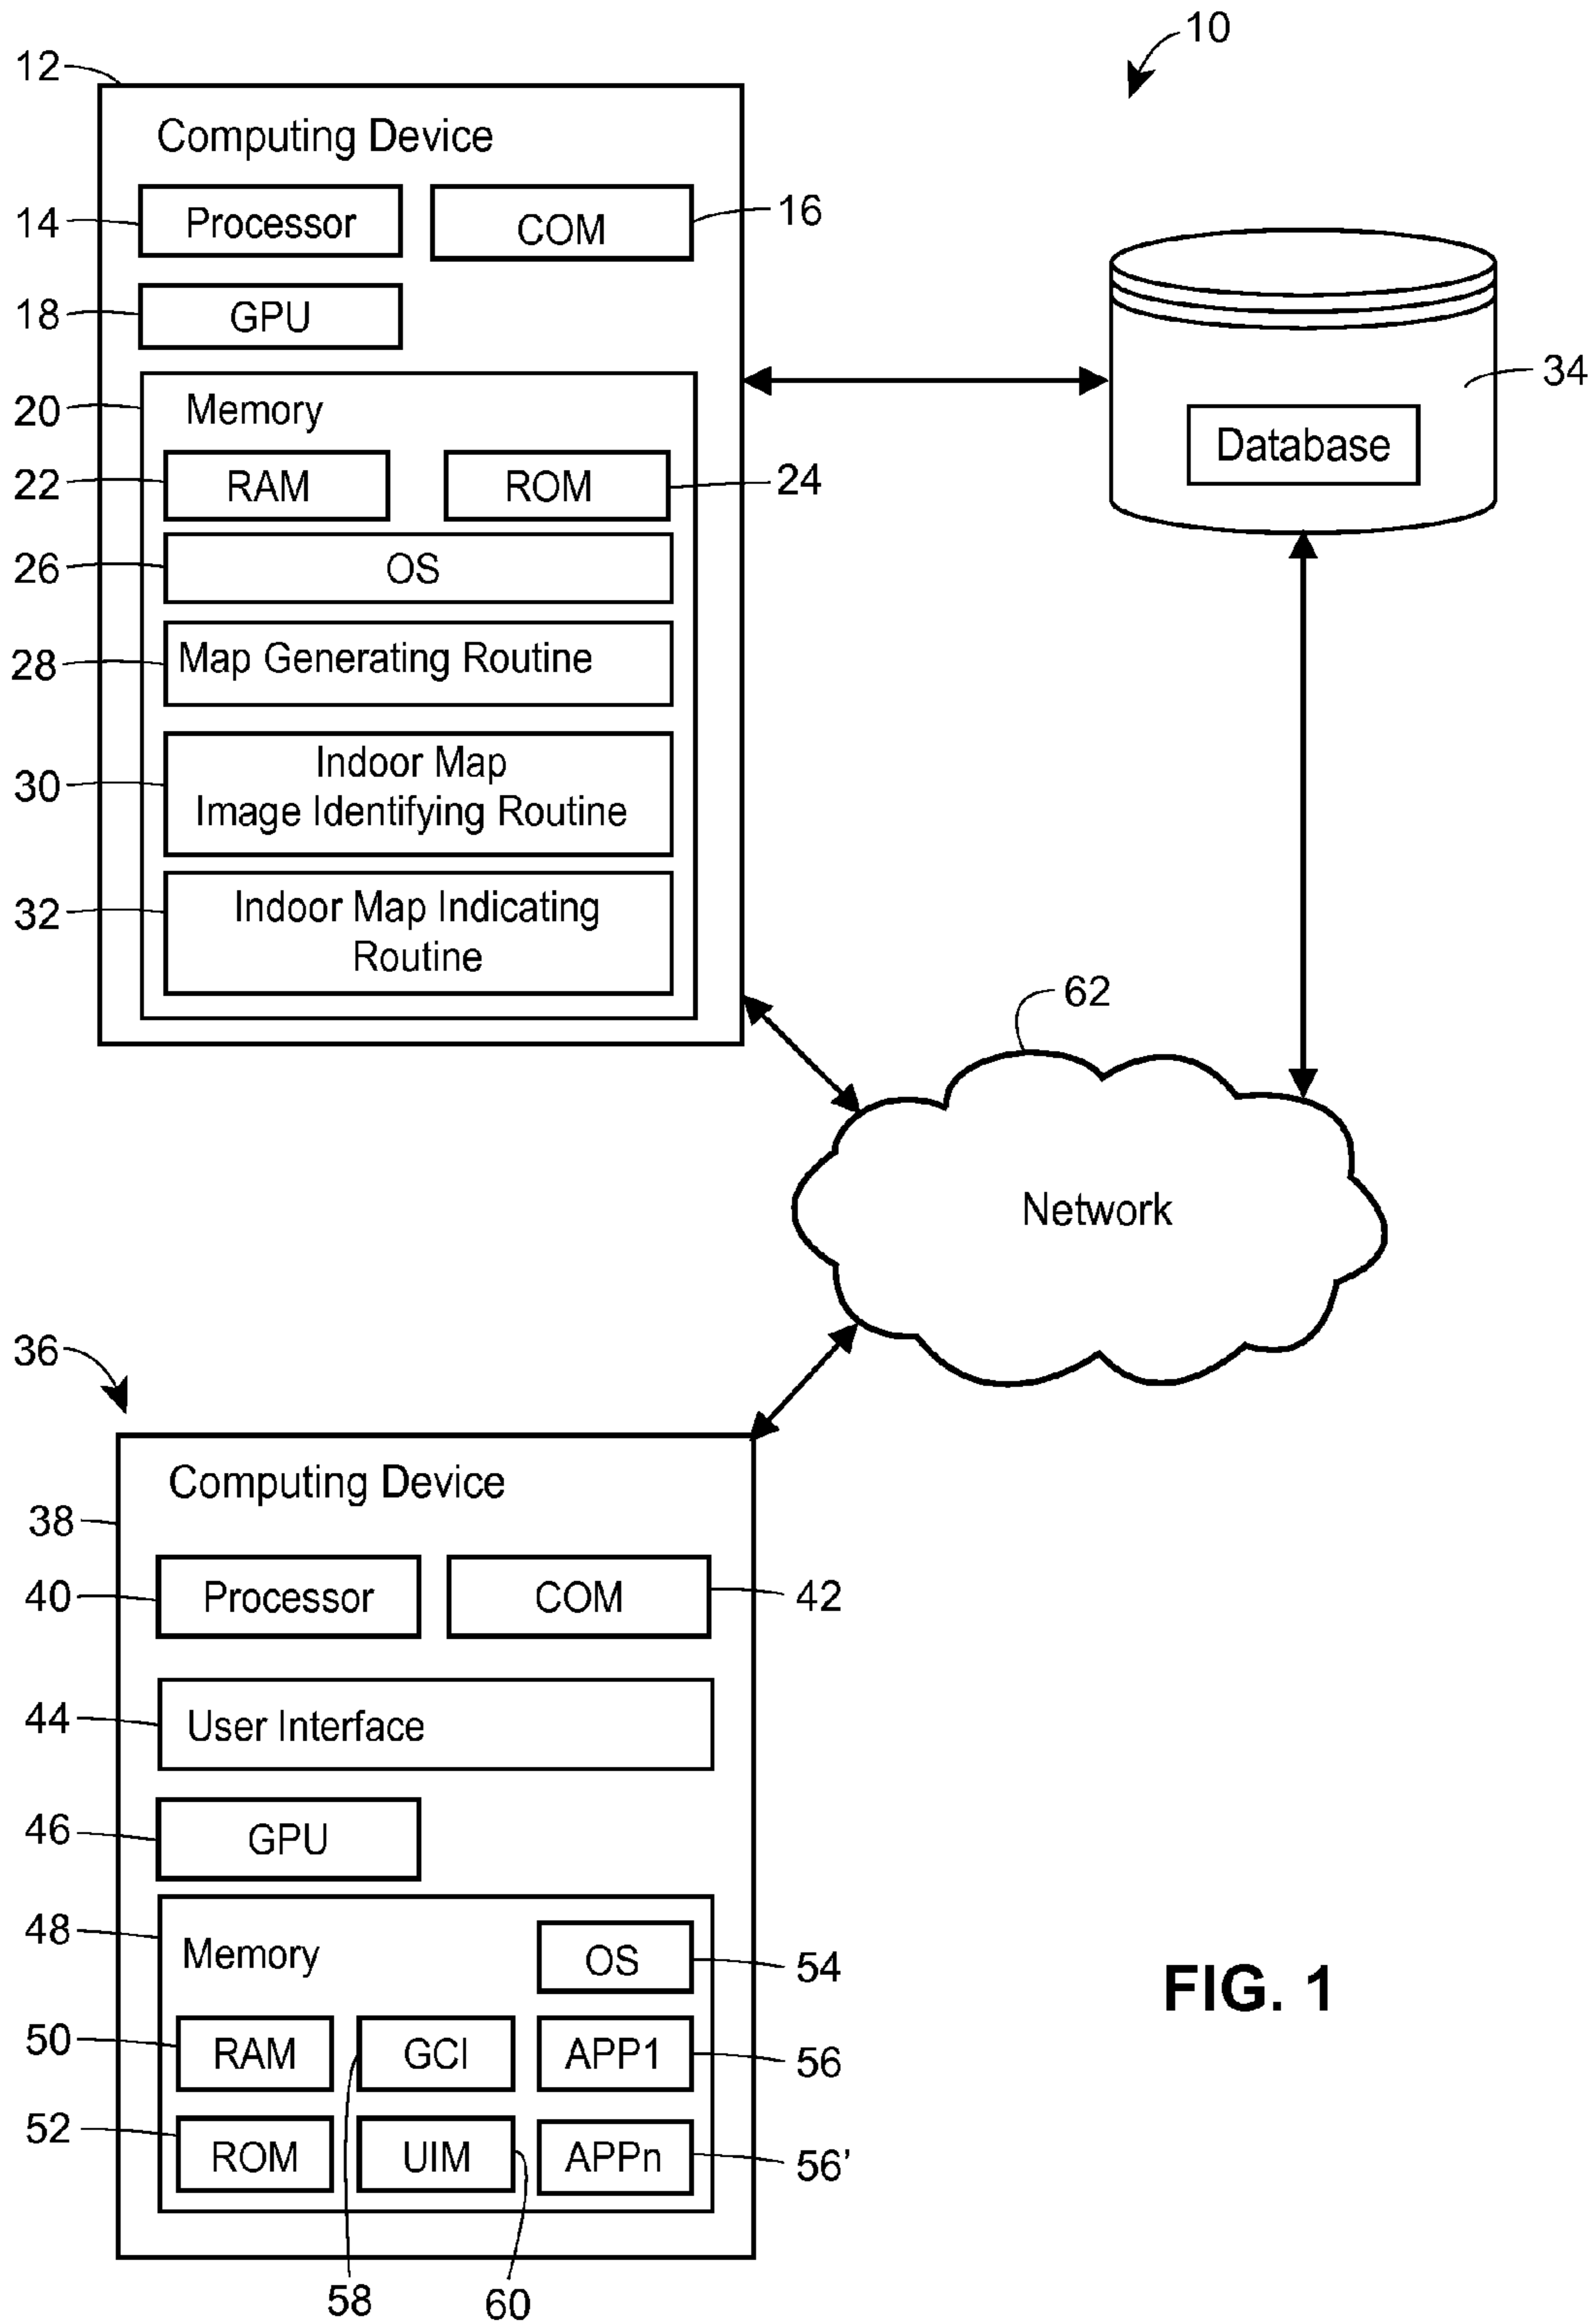 10
12
Computing Device
14
Processor
COM
16
18
GPU
20
Memory
22
RAM
ROM
24
26
OS
28
Map Generating Routine
30
Indoor Map
Image Identifying Routine
32
Indoor Map Indicating
Routine
34
Database
62
Network
36
Computing Device
38
40
Processor
COM
42
44
User Interface
46
GPU
48
Memory
OS
54
50
RAM
GCI
APP1
56
52
ROM
UIM
APPn
56’
58
60
FIG. 1